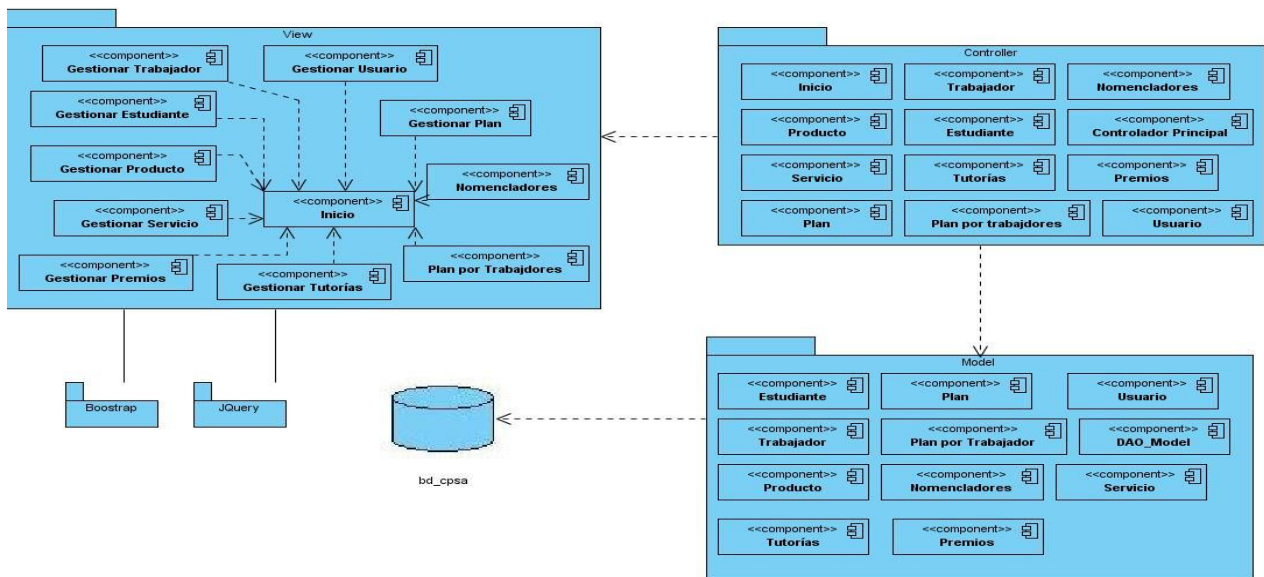 View
<<component>>
Gestionar Trabajador
<<component>>
Gestionar Usuario
<<component>>
Gestionar Estudiante
<<component>>
Gestionar Plan
<<component>>
Gestionar Producto
<<component>>
Nomencladores
<<component>>
Inicio
<<component>>
Gestionar Servicio
<<component>>
Plan por Trabajdores
<<component>>
Gestionar Premios
<<component>>
Gestionar Tutorías
Boostrap
JQuery
bd_cpsa
Controller
<<component>>
Inicio
<<component>>
Trabajador
<<component>>
Nomencladores
<<component>>
Producto
<<component>>
Estudiante
<<component>>
Controlador Principal
<<component>>
Servicio
<<component>>
Tutorías
<<component>>
Premios
<<component>>
Plan
<<component>>
Plan por trabajdores
<<component>>
Usuario
Model
<<component>>
Estudiante
<<component>>
Plan
<<component>>
Usuario
<<component>>
Trabajador
<<component>>
Plan por Trabajador
<<component>>
DAO_Model
<<component>>
Producto
<<component>>
Nomencladores
<<component>>
Servicio
<<component>>
Tutorías
<<component>>
Premios